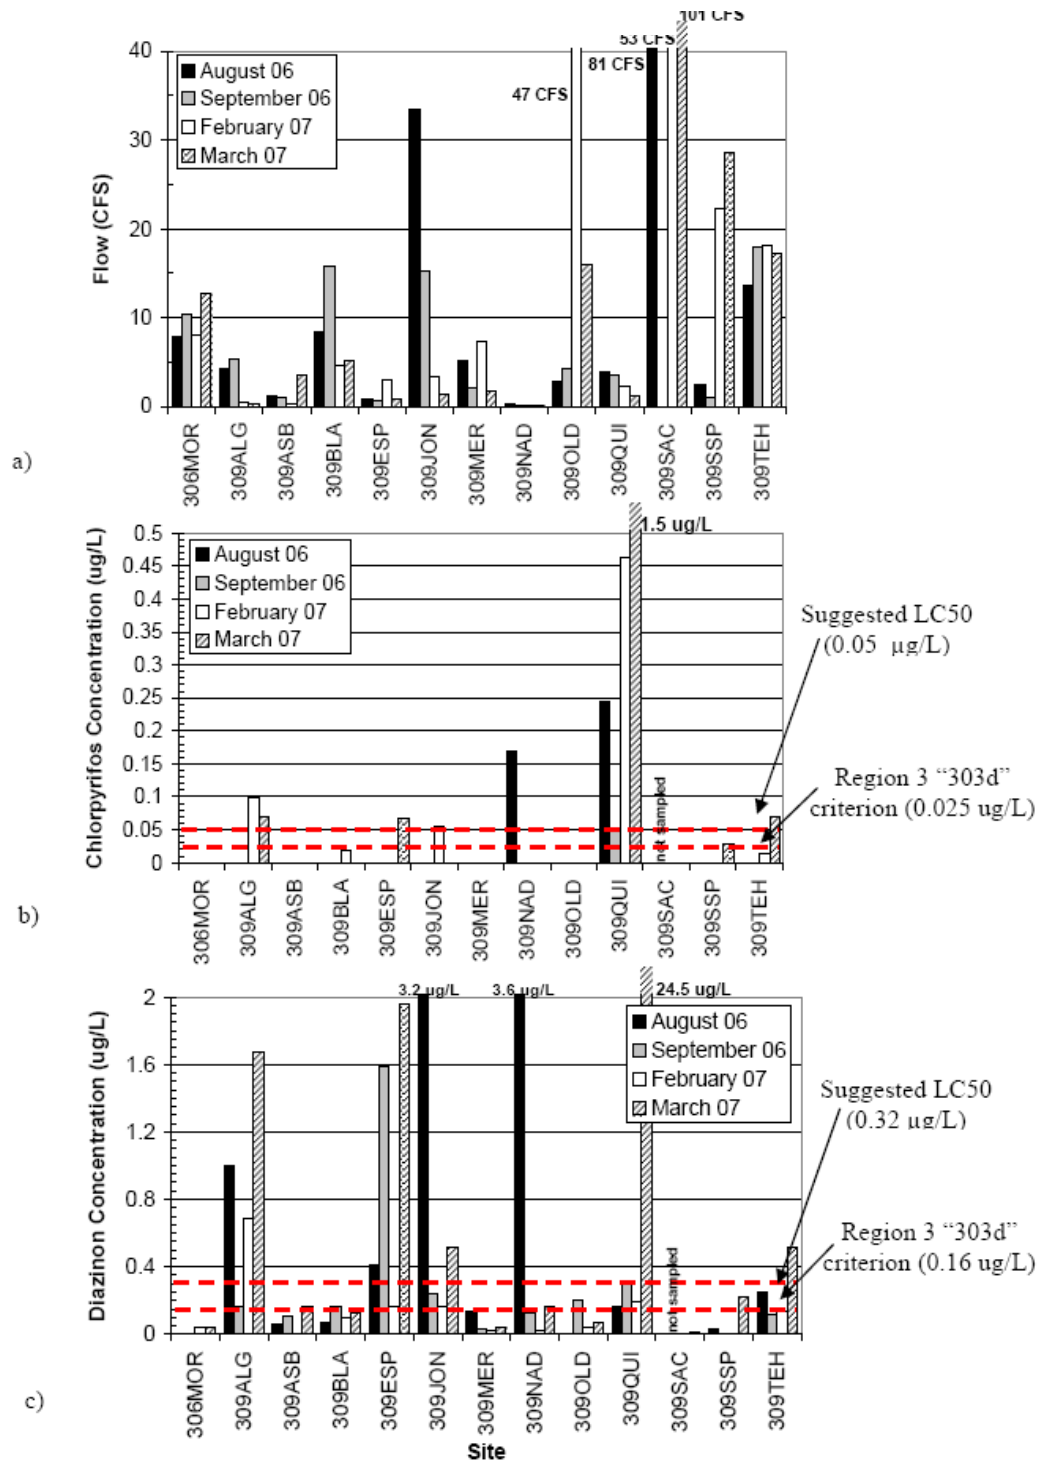 101 CFS
53 CFS
81 CFS
47 CFS
40
30
20
10
0
Flow (CFS)
August 06
September 06
February 07
March 07
306MOR
309ALG
309ASB
309BLA
309ESP
309JON
309MER
309NAD
309OLD
309QUI
309SAC
309SSP
309TEH
a)
0.5
0.45
0.4
0.35
0.3
0.25
0.2
0.15
0.1
0.05
0
Chlorpyrifos Concentration (ug/L)
August 06
September 06
February 07
March 07
1.5 ug/L
not sampled
Suggested LC50
(0.05 µg/L)
Region 3 “303d”
criterion (0.025 ug/L)
306MOR
309ALG
309ASB
309BLA
309ESP
309JON
309MER
309NAD
309OLD
309QUI
309SAC
309SSP
309TEH
b)
2
1.6
1.2
0.8
0.4
0
Diazinon Concentration (ug/L)
3.2 ug/L
3.6 ug/L
24.5 ug/L
August 06
September 06
February 07
March 07
not sampled
Suggested LC50
(0.32 µg/L)
Region 3 “303d”
criterion (0.16 ug/L)
306MOR
309ALG
309ASB
309BLA
309ESP
309JON
309MER
309NAD
309OLD
309QUI
309SAC
309SSP
309TEH
c)
Site